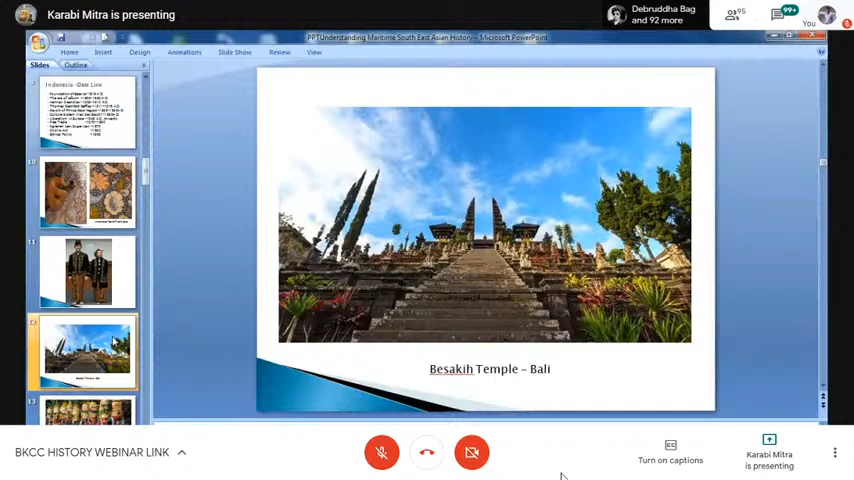 Karabi Mitra is presenting
Debruddha Bag
and 92 more
95
99+
You
PPTUnderstanding Maritime South East Asian History - Microsoft PowerPoint
Home
Insert
Design
Animations
Slide Show
Review
View
Slides
Outline
Indonesia -Date Line
10
11
12
13
Besakih Temple – Bali
BKCC HISTORY WEBINAR LINK
Turn on captions
Karabi Mitra
is presenting